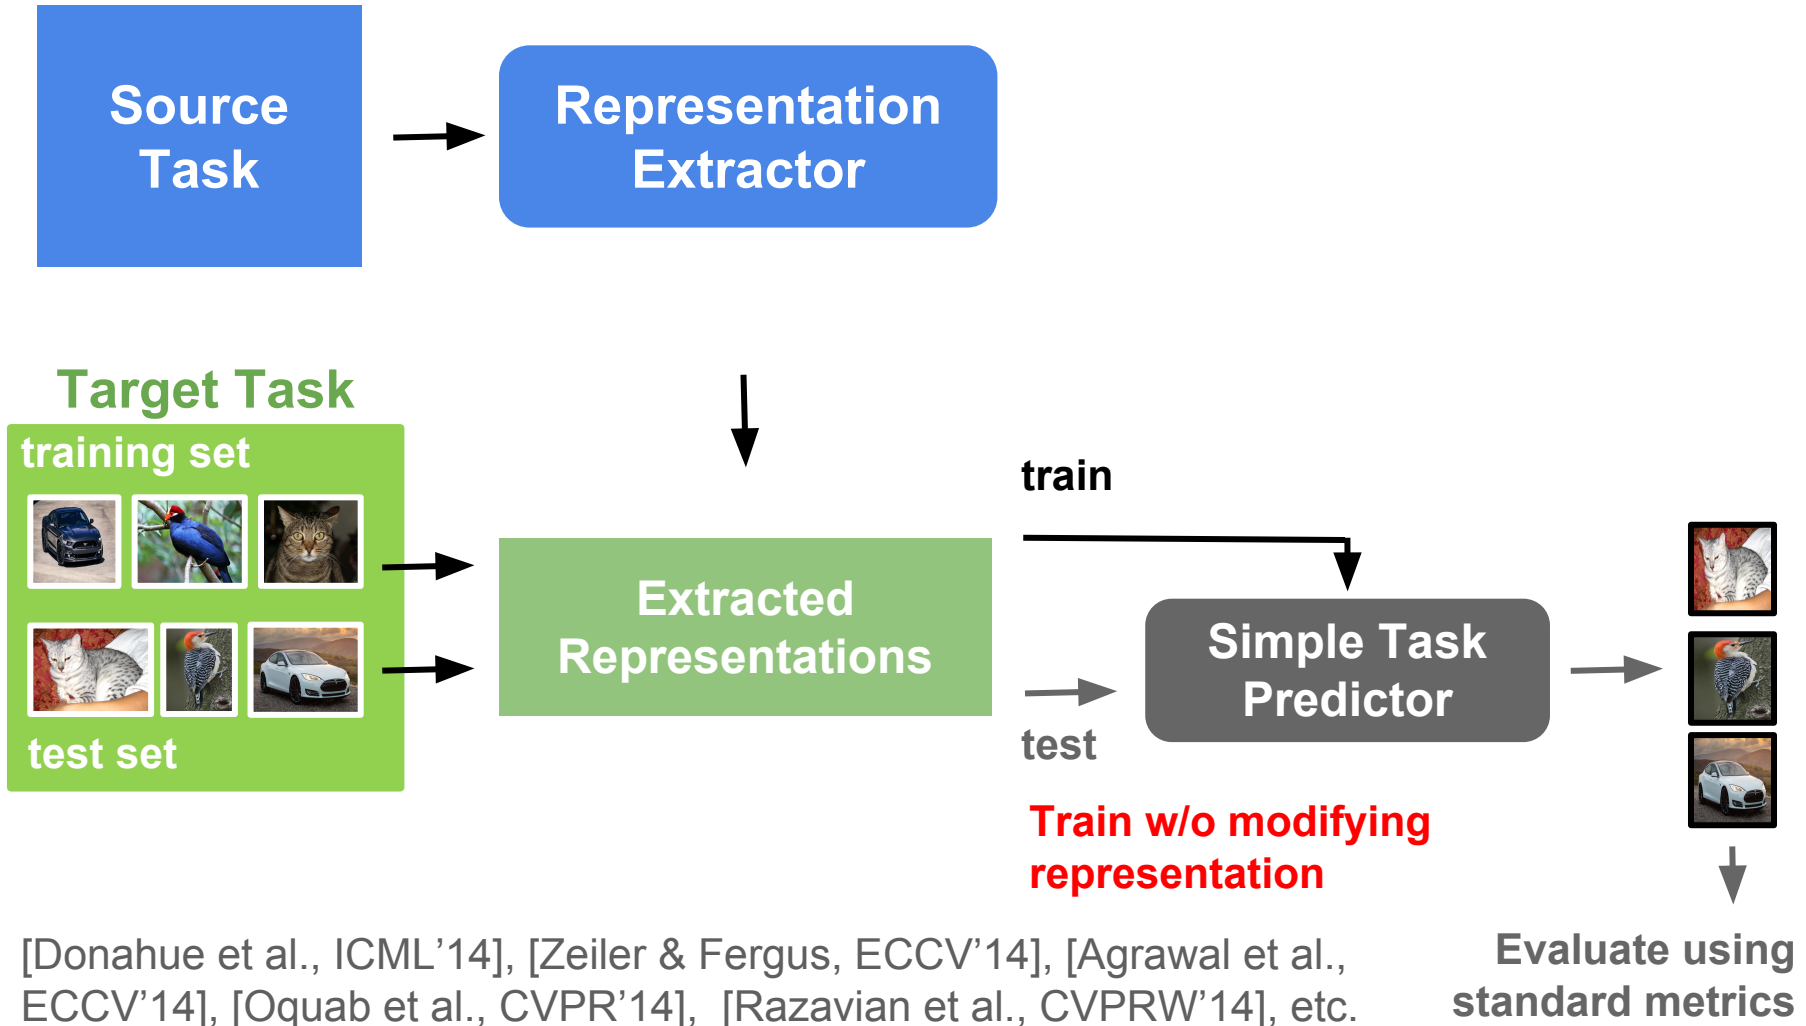 Source
Task
Representation
Extractor
Target Task
training set
test set
Extracted
Representations
train
test
Simple Task
Predictor
Train w/o modifying
representation
[Donahue et al., ICML’14], [Zeiler & Fergus, ECCV’14], [Agrawal et al.,
ECCV’14], [Oquab et al., CVPR’14], [Razavian et al., CVPRW’14], etc.
Evaluate using
standard metrics